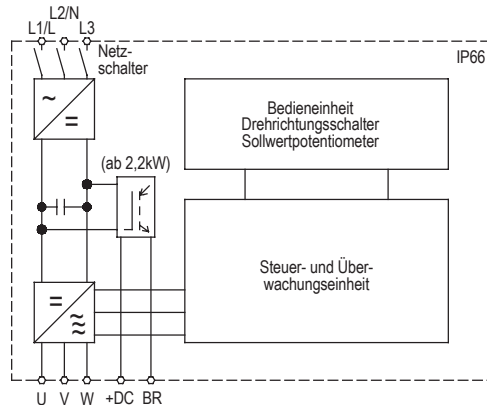 L2/N
L1/L L3
Netz-
schalter
IP66
~
=
Bedieneinheit
Drehrichtungsschalter
Sollwertpotentiometer
(ab 2,2kW)
Steuer- und Über-
wachungseinheit
=
≈
U V W +DC BR